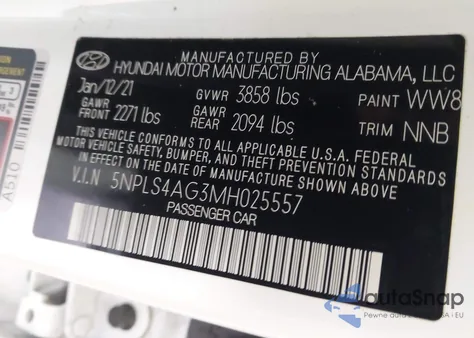 MANUFACTURED BY
HYUNDAI MOTOR MANUFACTURING ALABAMA, LLC
Jan/12/21 GVWR 3858 lbs PAINT WW8
GAWR FRONT 2271 lbs GAWR REAR 2094 lbs TRIM NNB
THIS VEHICLE CONFORMS TO ALL APPLICABLE U.S.A. FEDERAL
MOTOR VEHICLE SAFETY, BUMPER, AND THEFT PREVENTION STANDARDS
IN EFFECT ON THE DATE OF MANUFACTURE SHOWN ABOVE.
V.I.N 5NPLS4AG3MH025557
PASSENGER CAR
A510
autoSnap